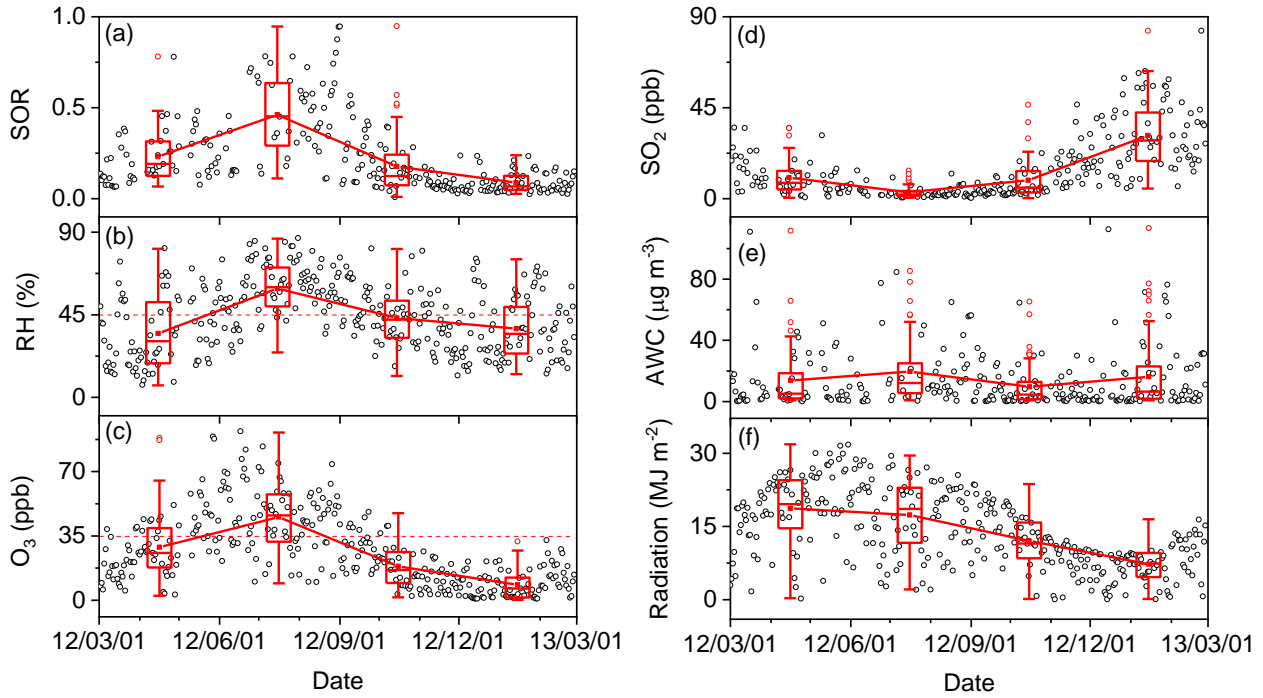 (a)
1.0
0.5
0.0
SOR
(b)
90
45
0
RH (%)
(c)
70
35
0
O₃ (ppb)
12/03/01 12/06/01 12/09/01 12/12/01 13/03/01
Date
(d)
90
45
0
SO₂ (ppb)
(e)
80
40
0
AWC (μg m⁻³)
(f)
30
15
0
Radiation (MJ m⁻²)
12/03/01 12/06/01 12/09/01 12/12/01 13/03/01
Date